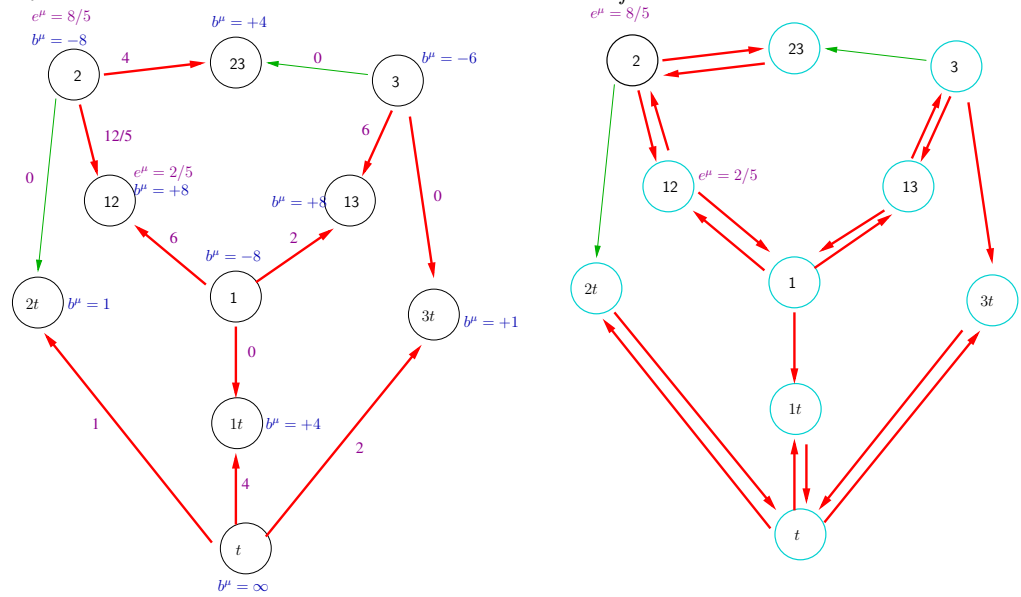 e^μ = 8/5
b^μ = −8
b^μ = +4
2
4
23
0
3
b^μ = −6
12/5
6
0
e^μ = 2/5
b^μ = +8
12
b^μ = +8
13
0
6
2
b^μ = −8
1
2t
b^μ = 1
3t
b^μ = +1
0
1t
b^μ = +4
1
2
4
t
b^μ = ∞
e^μ = 8/5
2
23
3
12
e^μ = 2/5
13
2t
1
3t
1t
t